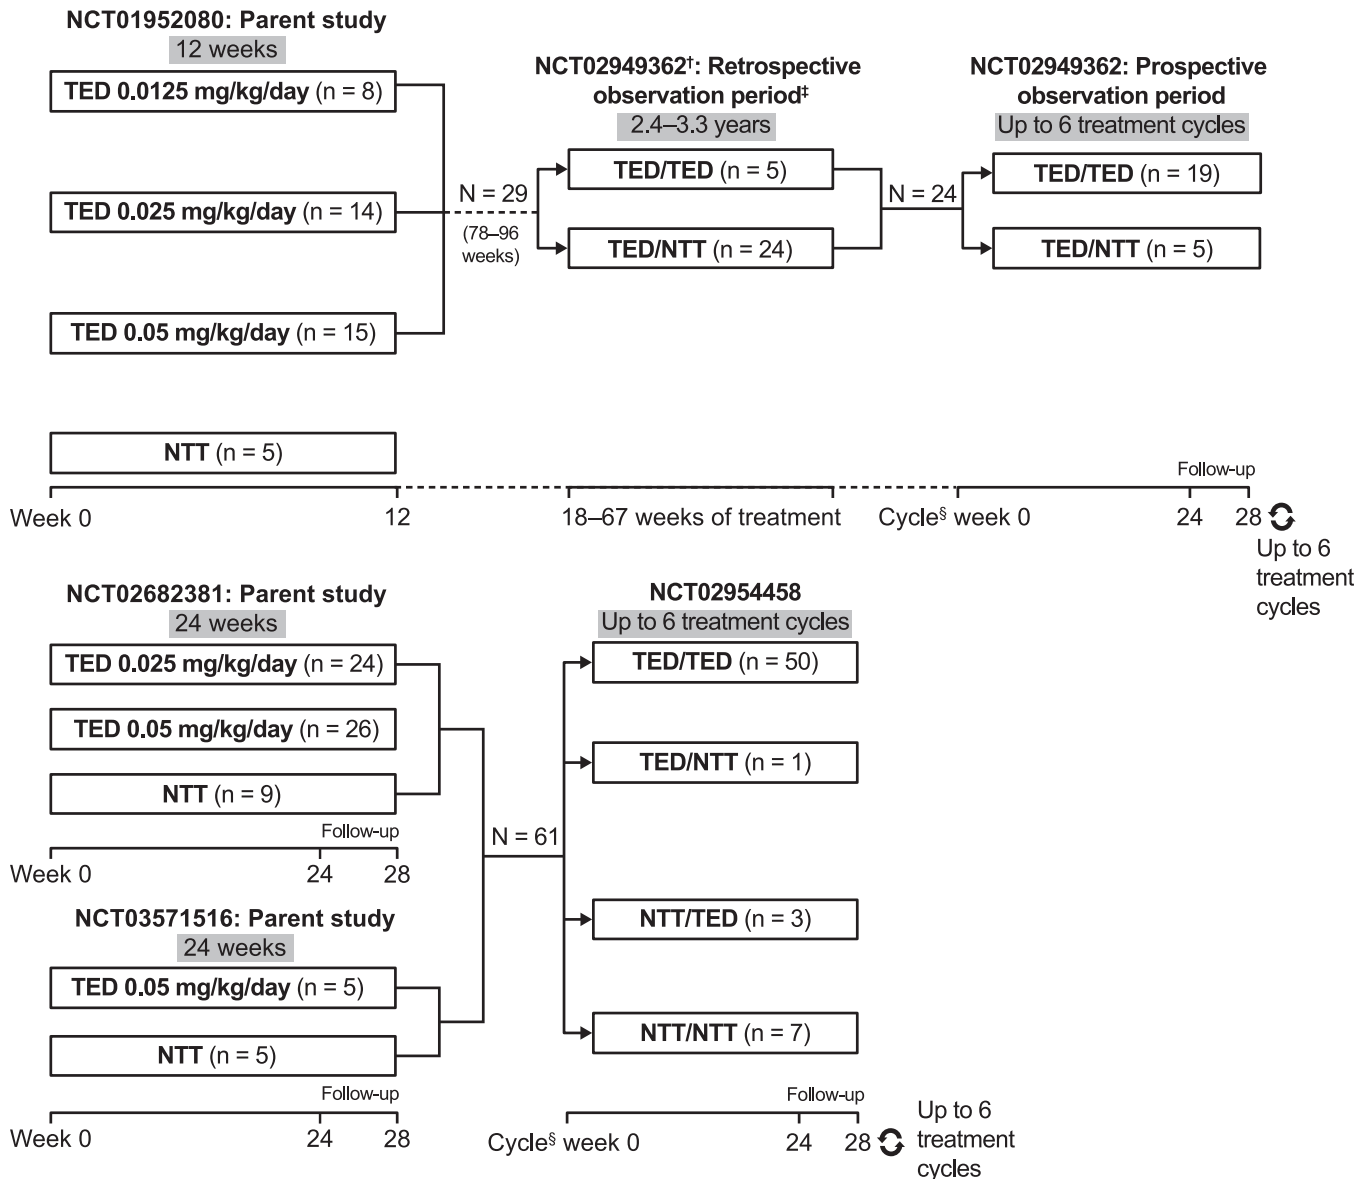 NCT01952080: Parent study
12 weeks
TED 0.0125 mg/kg/day (n = 8)
TED 0.025 mg/kg/day (n = 14)
TED 0.05 mg/kg/day (n = 15)
NTT (n = 5)
N = 29
(78–96
weeks)
NCT02949362†: Retrospective
observation period‡
2.4–3.3 years
TED/TED (n = 5)
TED/NTT (n = 24)
N = 24
NCT02949362: Prospective
observation period
Up to 6 treatment cycles
TED/TED (n = 19)
TED/NTT (n = 5)
Follow-up
Week 0
12
18–67 weeks of treatment
Cycle§ week 0
24
28
Up to 6
treatment
cycles
NCT02682381: Parent study
24 weeks
TED 0.025 mg/kg/day (n = 24)
TED 0.05 mg/kg/day (n = 26)
NTT (n = 9)
Follow-up
Week 0
24
28
NCT03571516: Parent study
24 weeks
TED 0.05 mg/kg/day (n = 5)
NTT (n = 5)
Follow-up
Week 0
24
28
N = 61
NCT02954458
Up to 6 treatment cycles
TED/TED (n = 50)
TED/NTT (n = 1)
NTT/TED (n = 3)
NTT/NTT (n = 7)
Follow-up
Cycle§ week 0
24
28
Up to 6
treatment
cycles